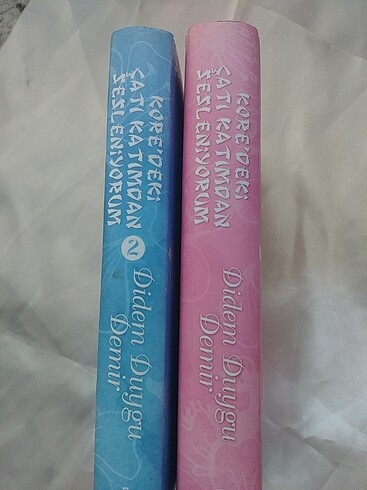 KORE'DEKİ
ÇATI KATIMDAN
SESLENİYORUM
2
Didem Duygu
Demir
KORE'DEKİ
ÇATI KATIMDAN
SESLENİYORUM
Didem Duygu
Demir